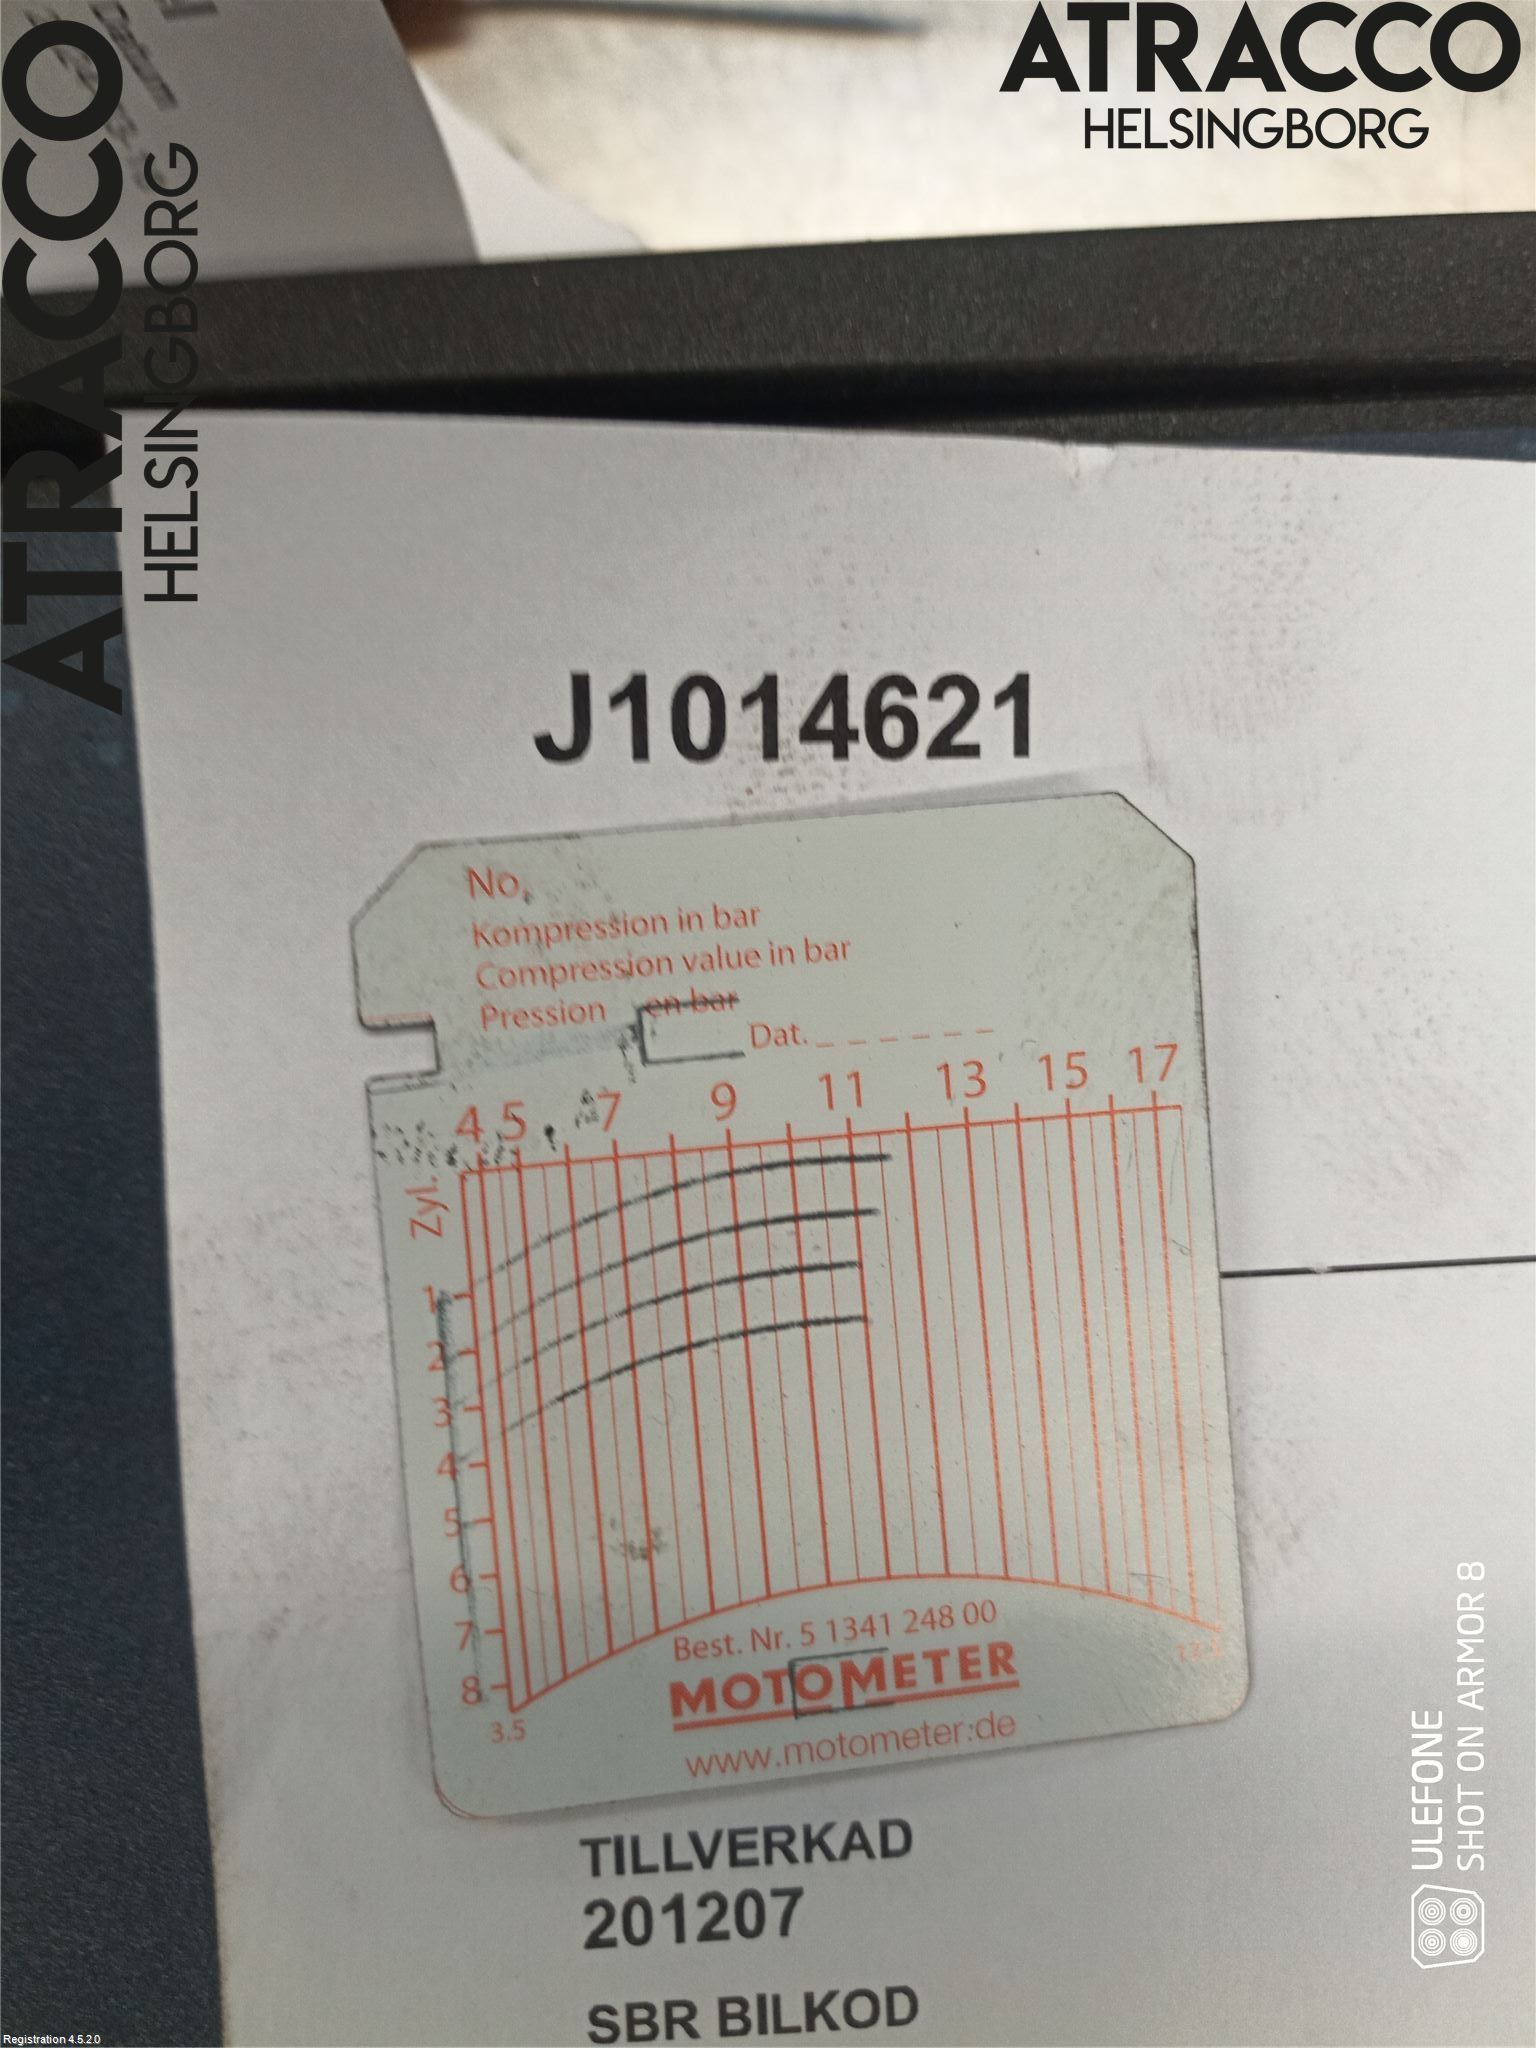 ATRACCO
HELSINGBORG
ATRACCO
HELSINGBORG
J1014621
No.
Kompression in bar
Compression value in bar
Pression en bar
Dat. _ _ _ _ _ _
4 5 7 9 11 13 15 17
Zyl.
1
2
3
4
5
6
7
8
3.5
17.5
Best. Nr. 5 1341 248 00
MOTOMETER
www.motometer.de
TILLVERKAD
201207
SBR BILKOD
ULEFONE
SHOT ON ARMOR 8
Registration 4.5.2.0